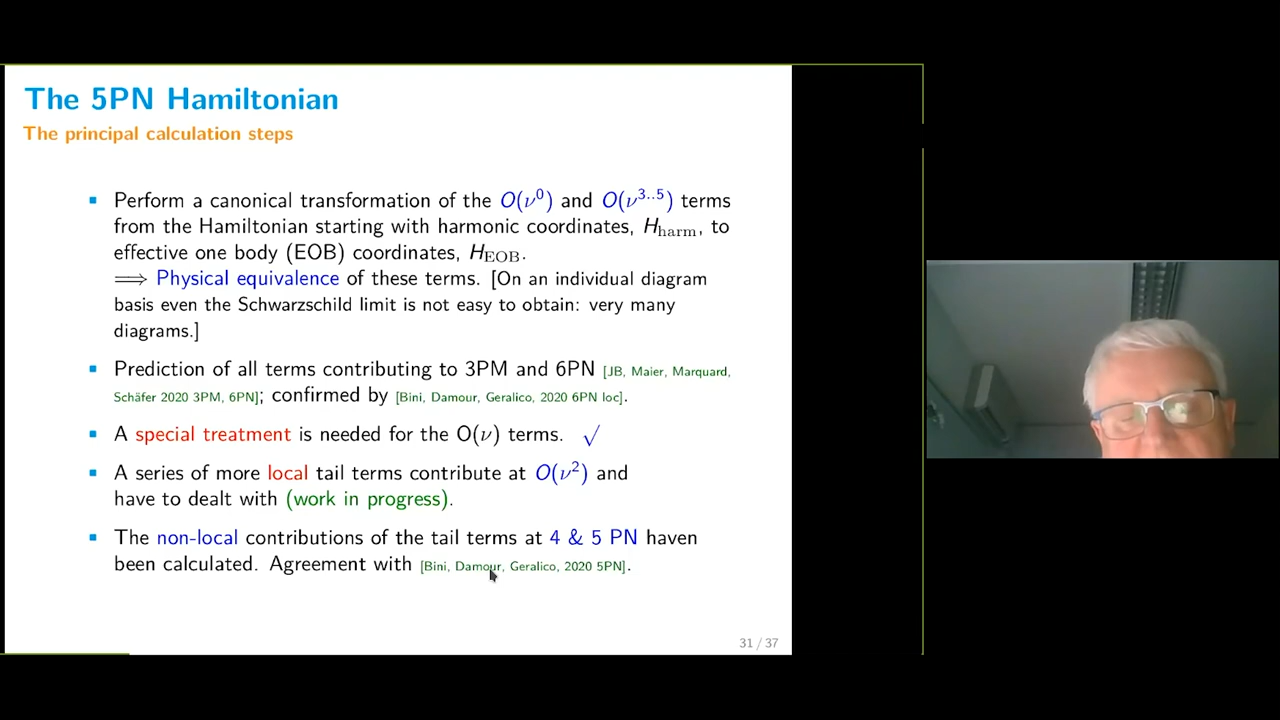 The 5PN Hamiltonian
The principal calculation steps
Perform a canonical transformation of the O(ν⁰) and O(ν³··⁵) terms
from the Hamiltonian starting with harmonic coordinates, H_harm, to
effective one body (EOB) coordinates, H_EOB.
⟹ Physical equivalence of these terms. [On an individual diagram
basis even the Schwarzschild limit is not easy to obtain: very many
diagrams.]
Prediction of all terms contributing to 3PM and 6PN [JB, Maier, Marquard,
Schäfer 2020 3PM, 6PN]; confirmed by [Bini, Damour, Geralico, 2020 6PN loc].
A special treatment is needed for the O(ν) terms. √
A series of more local tail terms contribute at O(ν²) and
have to dealt with (work in progress).
The non-local contributions of the tail terms at 4 & 5 PN haven
been calculated. Agreement with [Bini, Damour, Geralico, 2020 5PN].
31 / 37